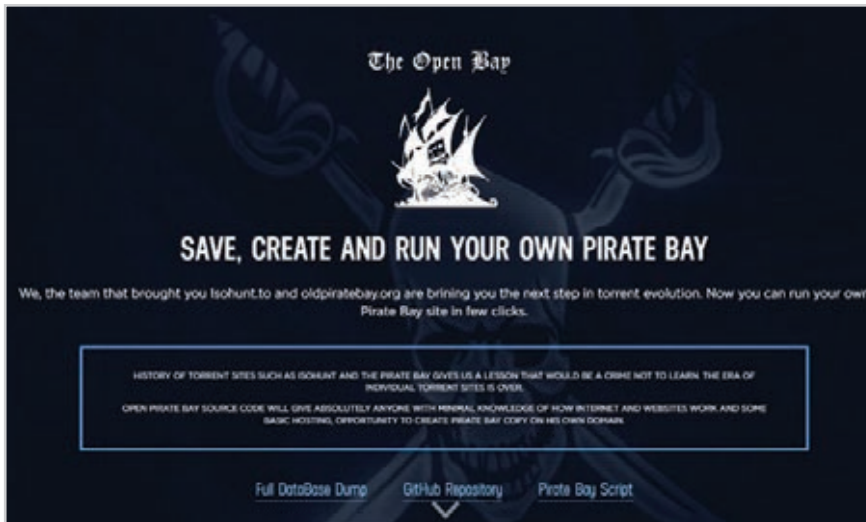 The Open Bay
SAVE, CREATE AND RUN YOUR OWN PIRATE BAY
We, the team that brought you Isohunt.to and oldpiratebay.org are brining you the next step in torrent evolution. Now you can run your own
Pirate Bay site in few clicks.
HISTORY OF TORRENT SITES SUCH AS ISOHUNT AND THE PIRATE BAY GIVES US A LESSON THAT WOULD BE A CRIME NOT TO LEARN. THE ERA OF
INDIVIDUAL TORRENT SITES IS OVER.
OPEN PIRATE BAY SOURCE CODE WILL GIVE ABSOLUTELY ANYONE WITH MINIMAL KNOWLEDGE OF HOW INTERNET AND WEBSITES WORK AND SOME
BASIC HOSTING, OPPORTUNITY TO CREATE PIRATE BAY COPY ON HIS OWN DOMAIN.
Full DataBase Dump GitHub Repository Pirate Bay Script